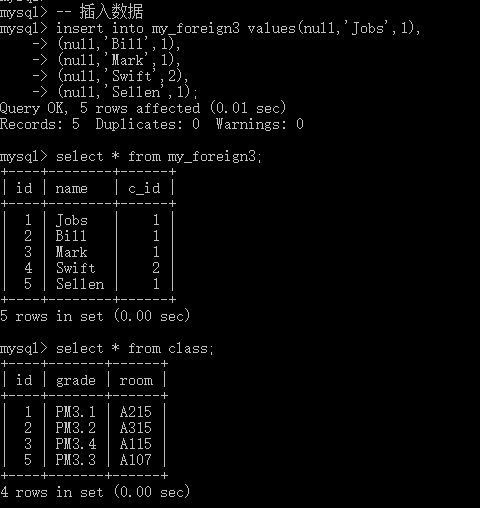 mysql> -- 插入数据
mysql> insert into my_foreign3 values(null,'Jobs',1),
    -> (null,'Bill',1),
    -> (null,'Mark',1),
    -> (null,'Swift',2),
    -> (null,'Sellen',1);
Query OK, 5 rows affected (0.01 sec)
Records: 5  Duplicates: 0  Warnings: 0

mysql> select * from my_foreign3;
+----+--------+------+
| id | name   | c_id |
+----+--------+------+
|  1 | Jobs   |    1 |
|  2 | Bill   |    1 |
|  3 | Mark   |    1 |
|  4 | Swift  |    2 |
|  5 | Sellen |    1 |
+----+--------+------+
5 rows in set (0.00 sec)

mysql> select * from class;
+----+-------+------+
| id | grade | room |
+----+-------+------+
|  1 | PM3.1 | A215 |
|  2 | PM3.2 | A315 |
|  3 | PM3.4 | A115 |
|  5 | PM3.3 | A107 |
+----+-------+------+
4 rows in set (0.00 sec)